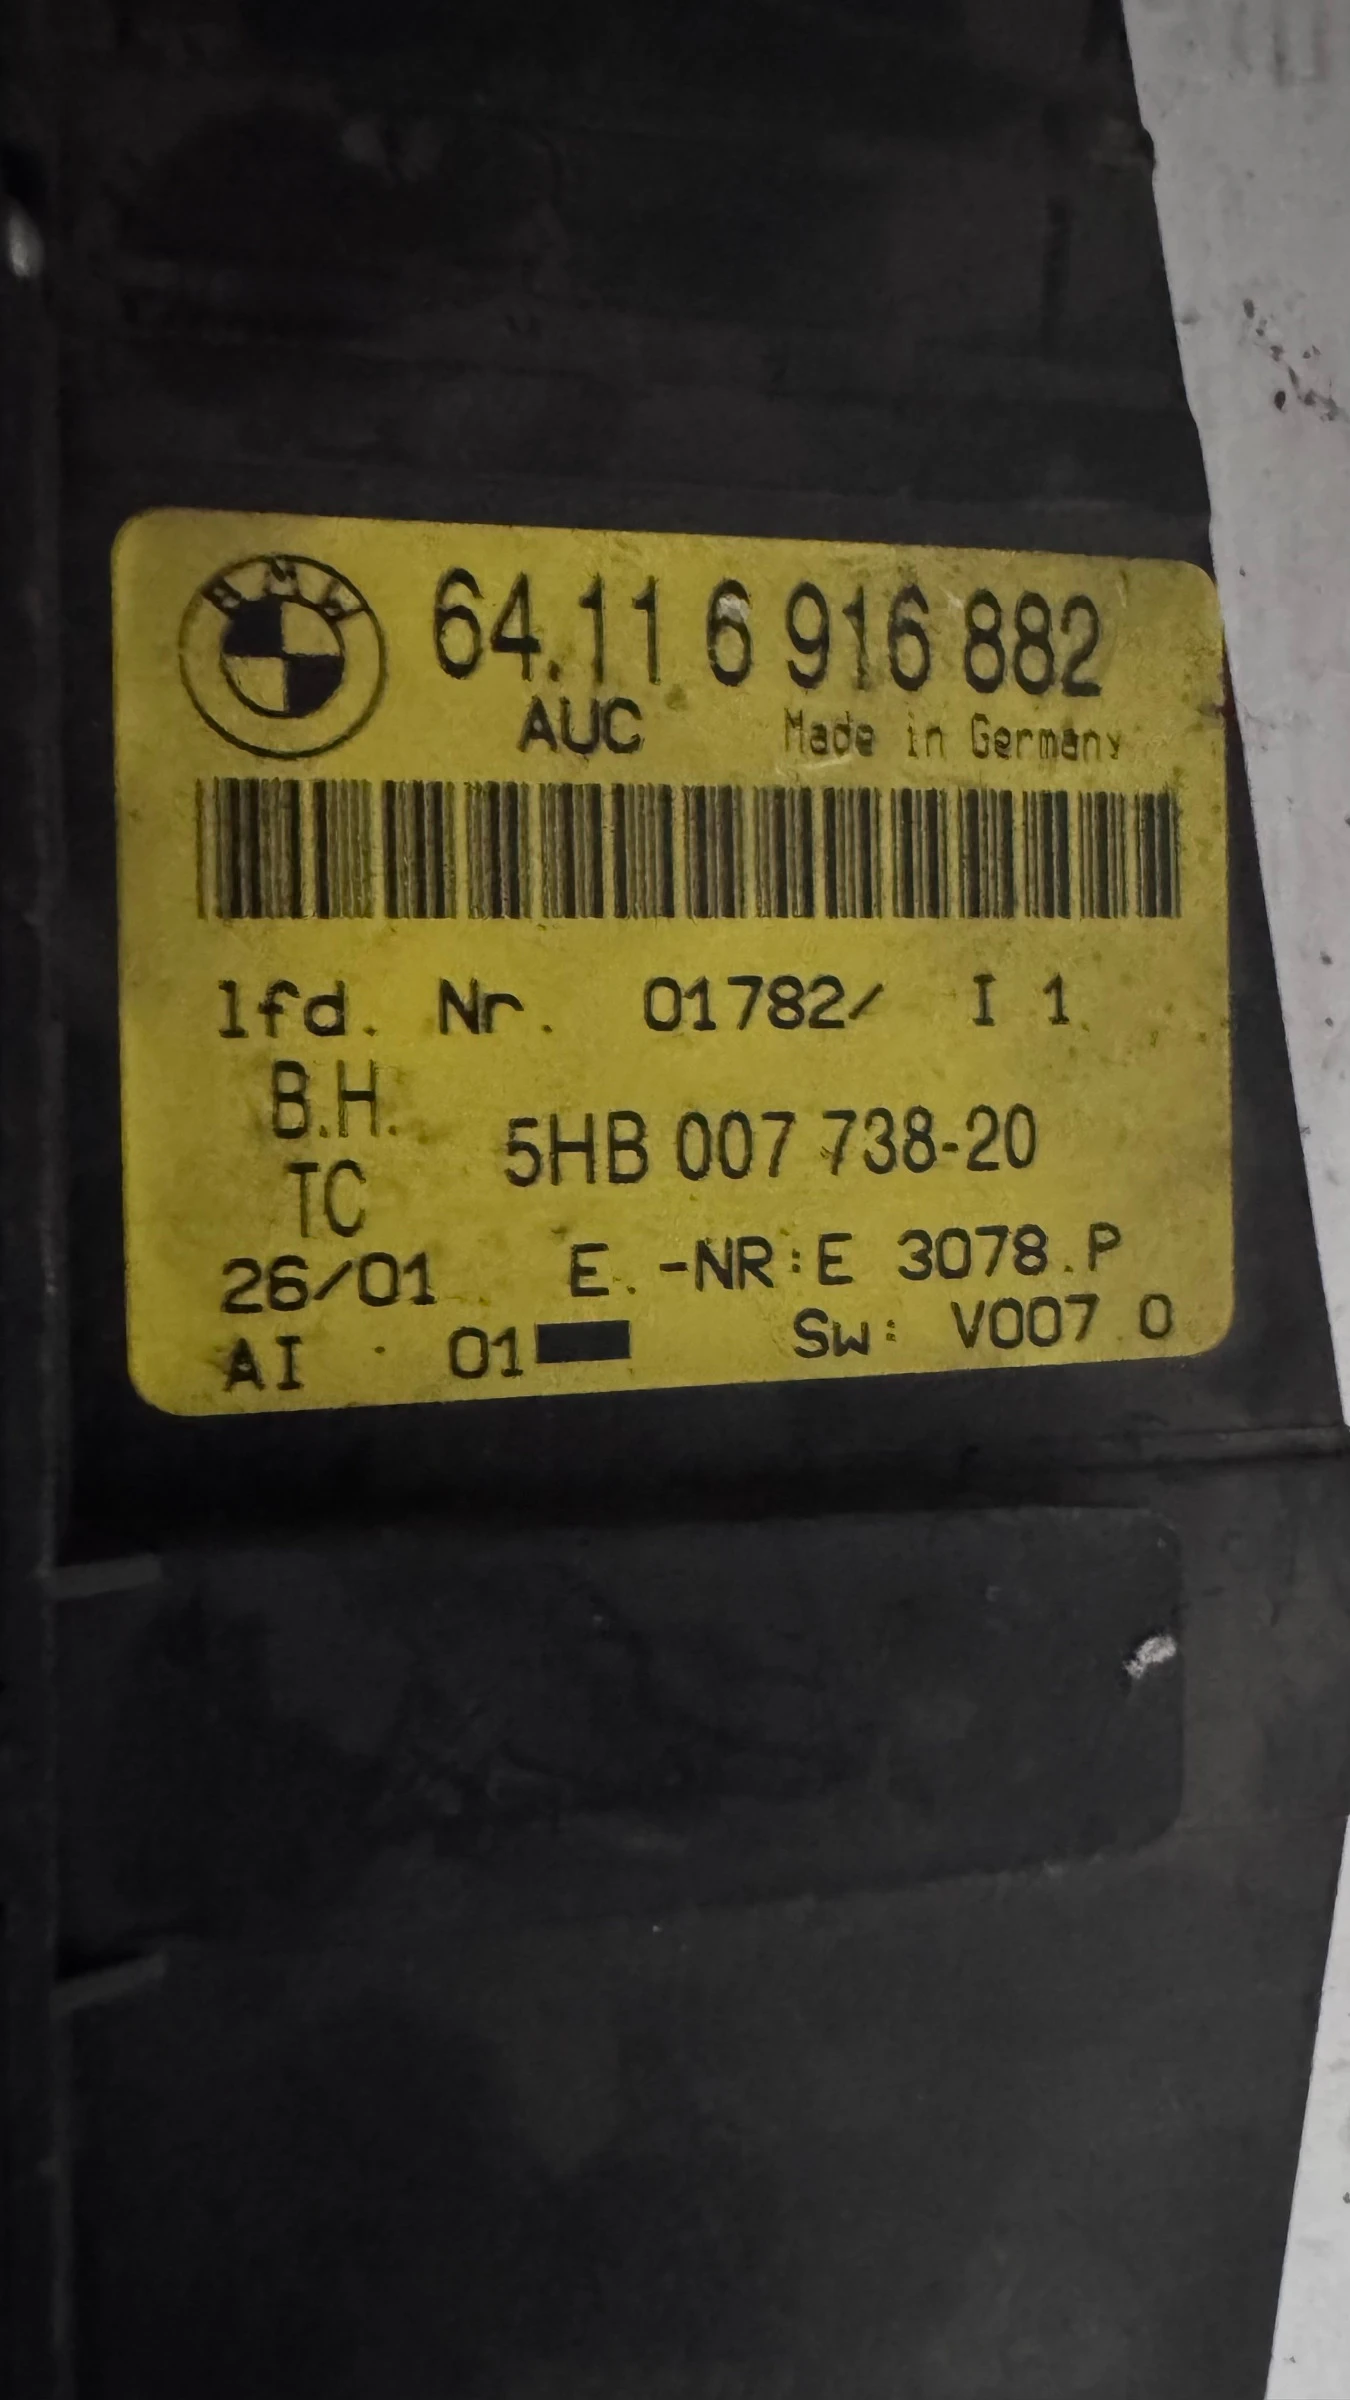 BMW 64.11 6 916 882
AUC Made in Germany
lfd. Nr. 01782/ I 1
B.H.
5HB 007 738-20
TC
26/01 E.-NR:E 3078.P
AI 01 Sw: V007.0